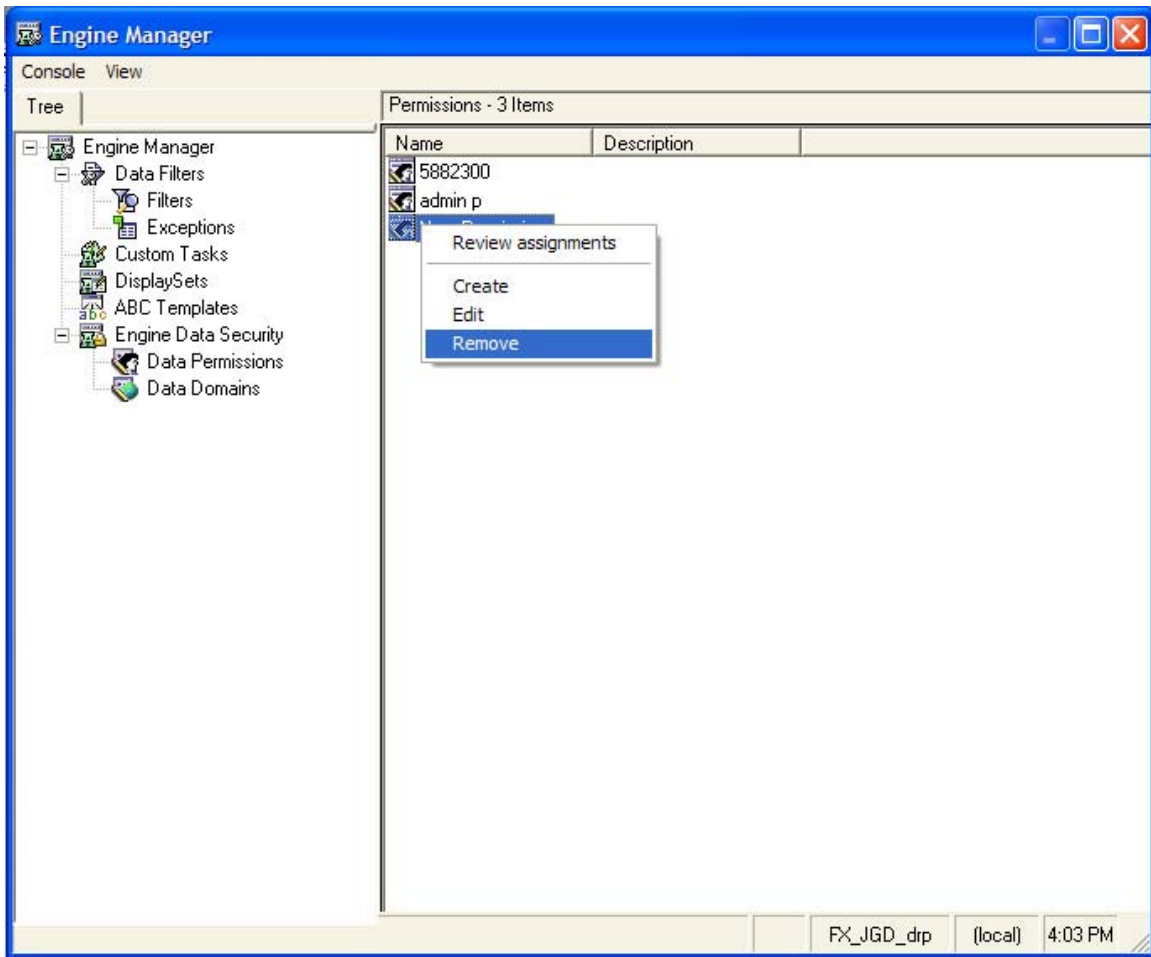 Engine Manager
Console View
Tree
Permissions - 3 Items
Engine Manager
Data Filters
Filters
Exceptions
Custom Tasks
DisplaySets
ABC Templates
Engine Data Security
Data Permissions
Data Domains
Name Description
5882300
admin p
Review assignments
Create
Edit
Remove
FX_JGD_drp (local) 4:03 PM